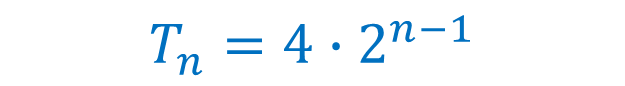 Tₙ = 4 · 2ⁿ⁻¹